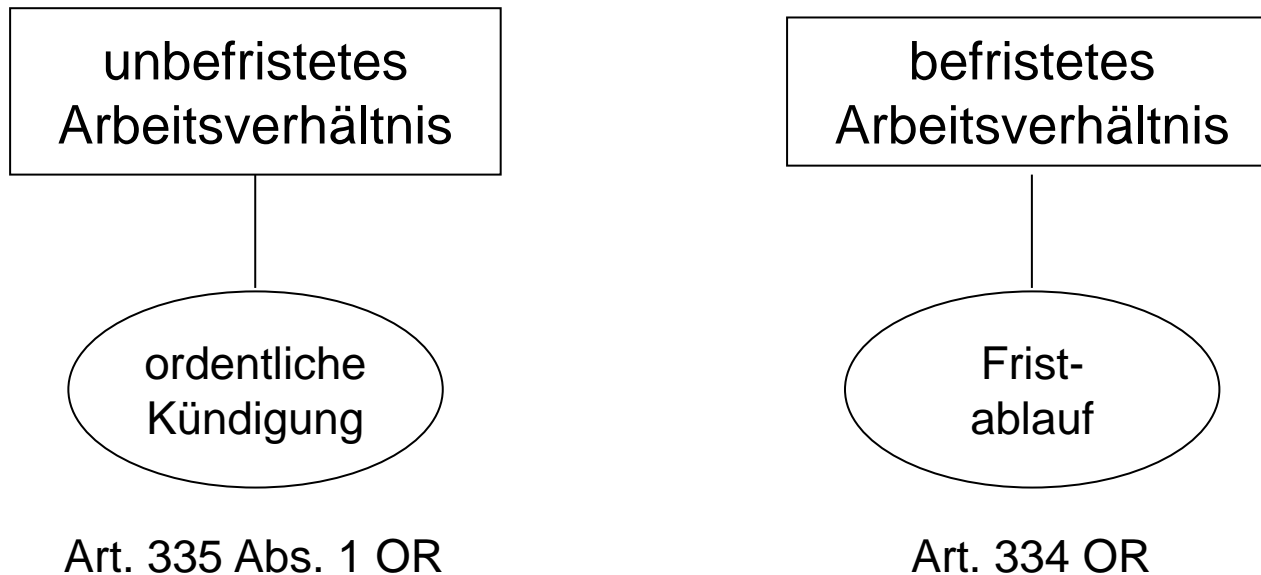 unbefristetes
Arbeitsverhältnis
ordentliche
Kündigung
Art. 335 Abs. 1 OR
befristetes
Arbeitsverhältnis
Frist-
ablauf
Art. 334 OR